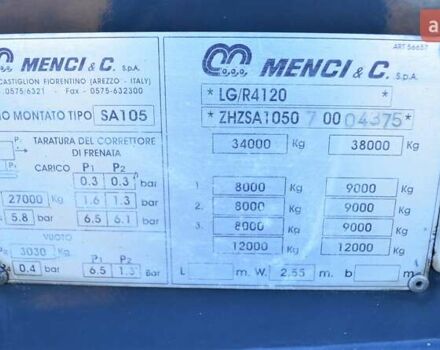 MENCI & C. S.p.A.
CASTIGLION FIORENTINO (AREZZO - ITALY)
0575/6321 - Fax - 0575-632300
O MONTATO TIPO SA105
TARATURA DEL CORRETTORE
DI FRENATA
CARICO P1 P2
0.3 0.3 bar
27000 Kg 1.6 1.3 bar
5.8 bar 6.5 6.1 bar
VUOTO
3030 Kg P1 P2
0.4 bar 6.5 1.3 bar
ART 56657
MENCI & C. S.p.A.
* LG/R4120 *
* ZHZSA1050 7 00 04375 *
34000 Kg 38000 Kg
1 8000 Kg 9000 Kg
2. 8000 Kg 9000 Kg
3. 8000 Kg 9000 Kg
12000 Kg 12000 Kg
L m. W. 2.55 m. b m
a